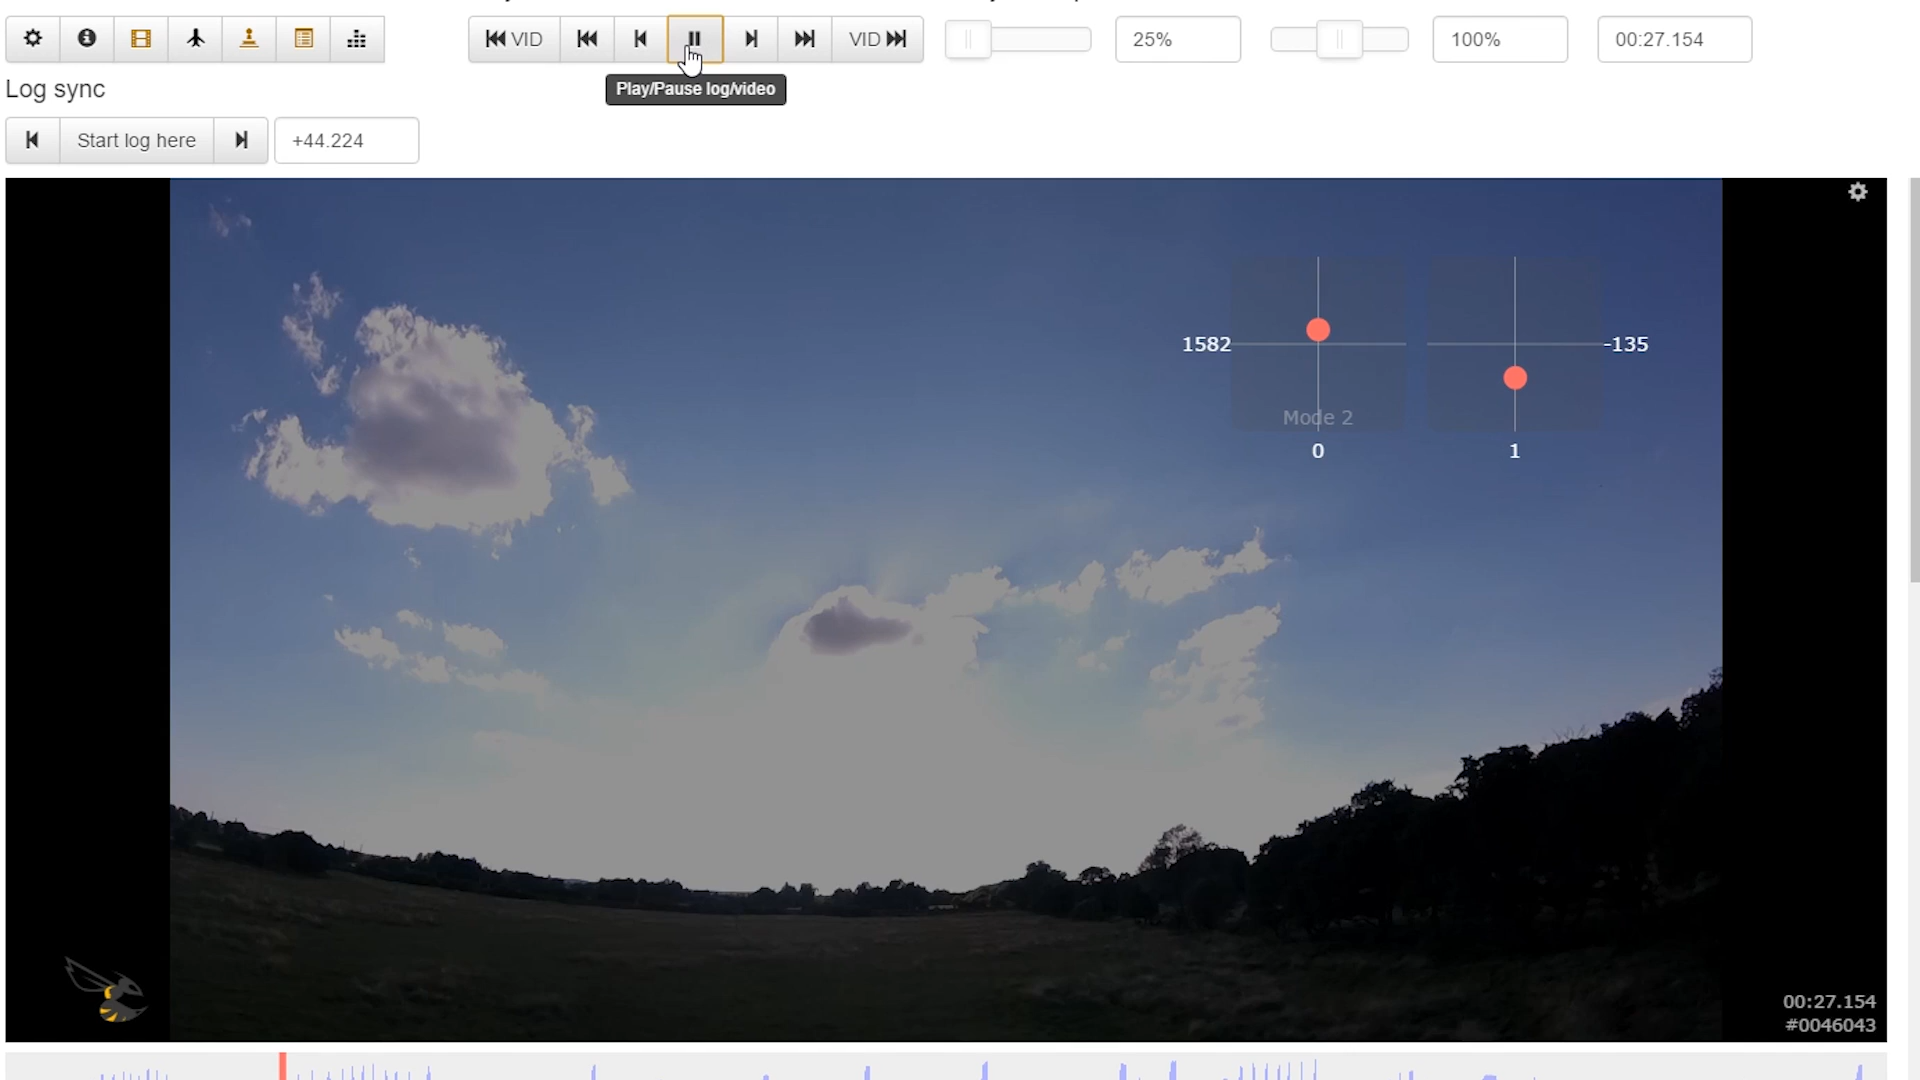 VID
VID
25%
100%
00:27.154
Play/Pause log/video
Log sync
Start log here
+44.224
1582
-135
Mode 2
0
1
00:27.154
#0046043